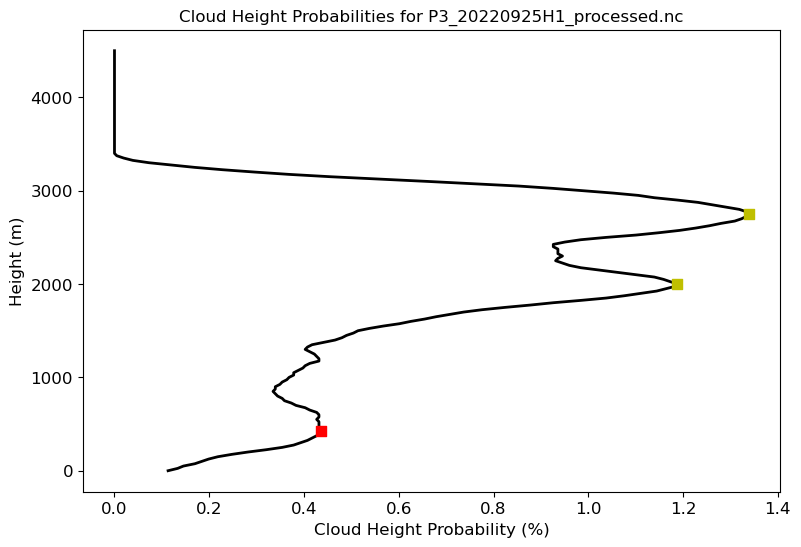 Cloud Height Probabilities for P3_20220925H1_processed.nc
Height (m)
4000
3000
2000
1000
0
0.0 0.2 0.4 0.6 0.8 1.0 1.2 1.4
Cloud Height Probability (%)